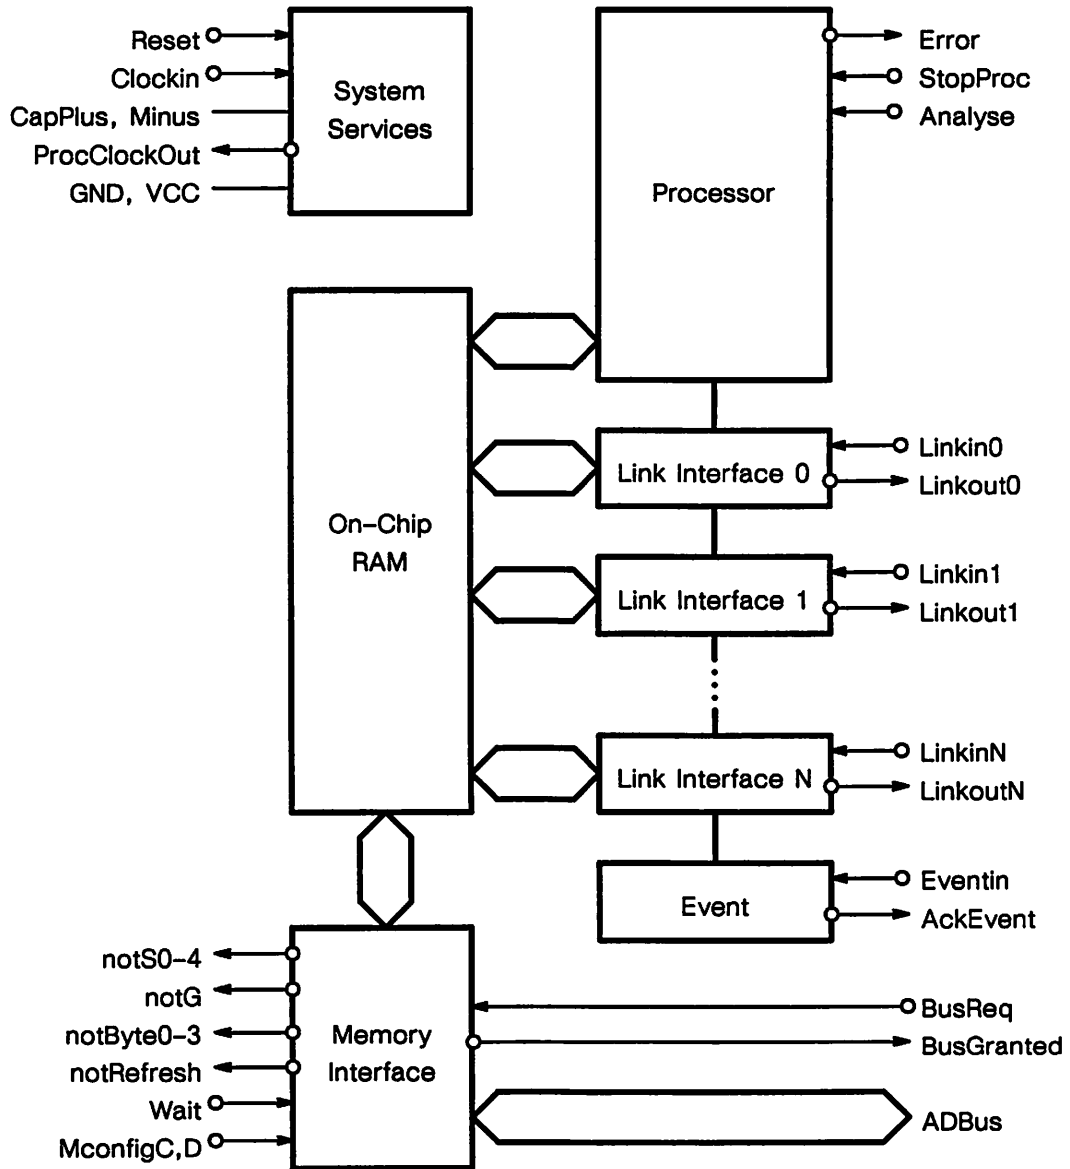 Reset
Clockin
CapPlus, Minus
ProcClockOut
GND, VCC
System
Services
Processor
Error
StopProc
Analyse
On-Chip
RAM
Link Interface 0
Linkin0
Linkout0
Link Interface 1
Linkin1
Linkout1
Link Interface N
LinkinN
LinkoutN
Event
Eventin
AckEvent
notS0-4
notG
notByte0-3
notRefresh
Wait
MconfigC,D
Memory
Interface
BusReq
BusGranted
ADBus